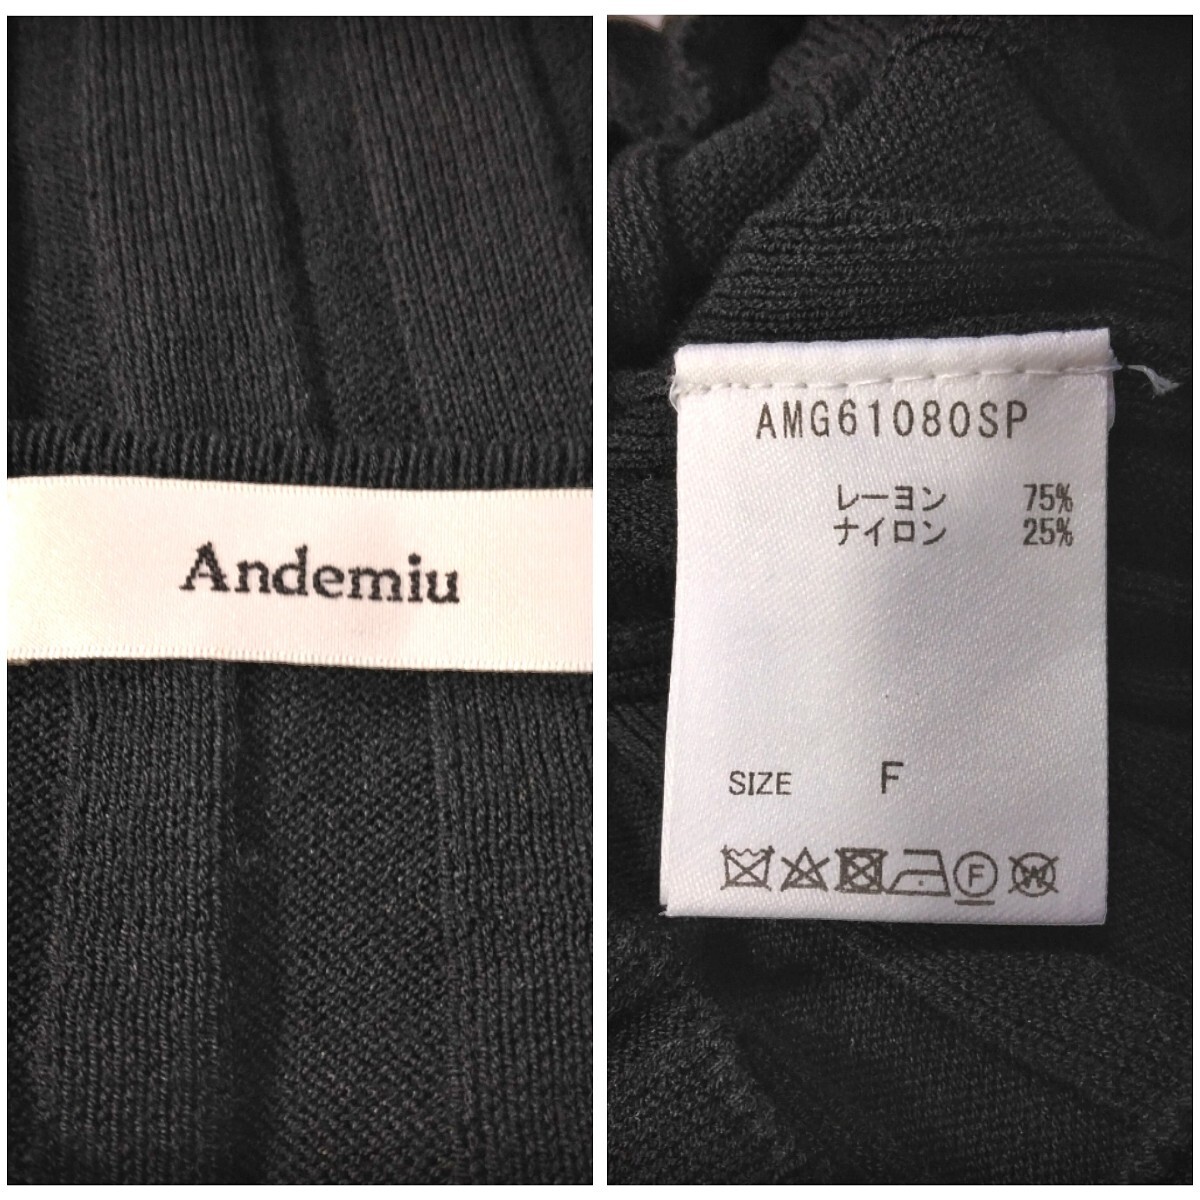 Andemiu
AMG61080SP
レーヨン 75%
ナイロン 25%
SIZE F
F W